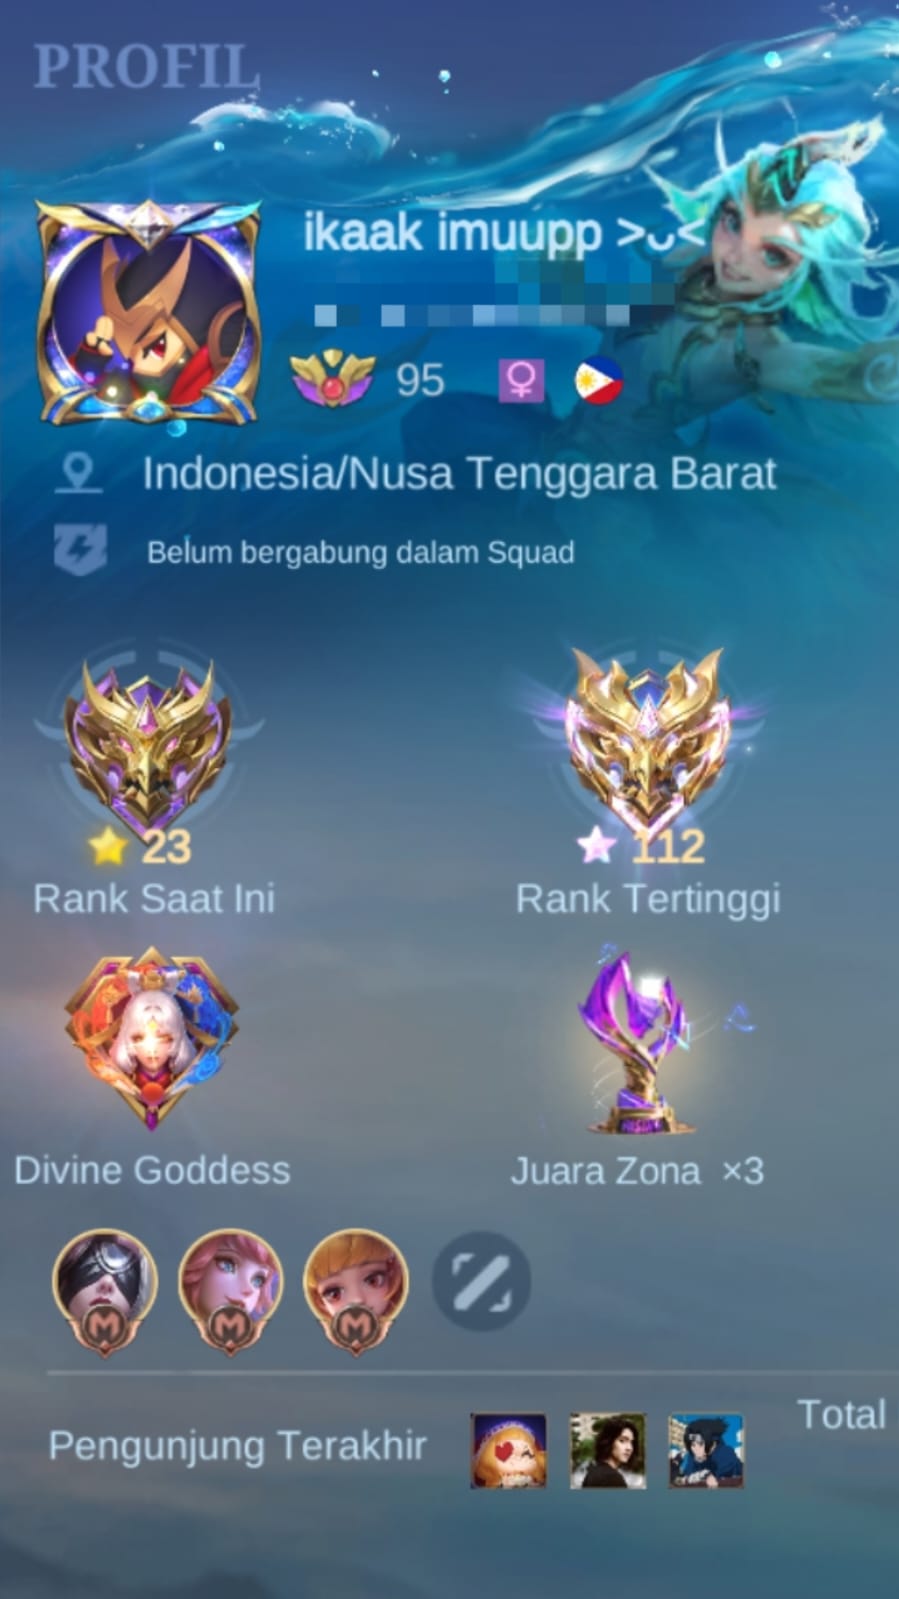 PROFIL
ikaak imuupp >ᴗ<
95
Indonesia/Nusa Tenggara Barat
Belum bergabung dalam Squad
23
112
Rank Saat Ini
Rank Tertinggi
Divine Goddess
Juara Zona ×3
M M M
Total
Pengunjung Terakhir